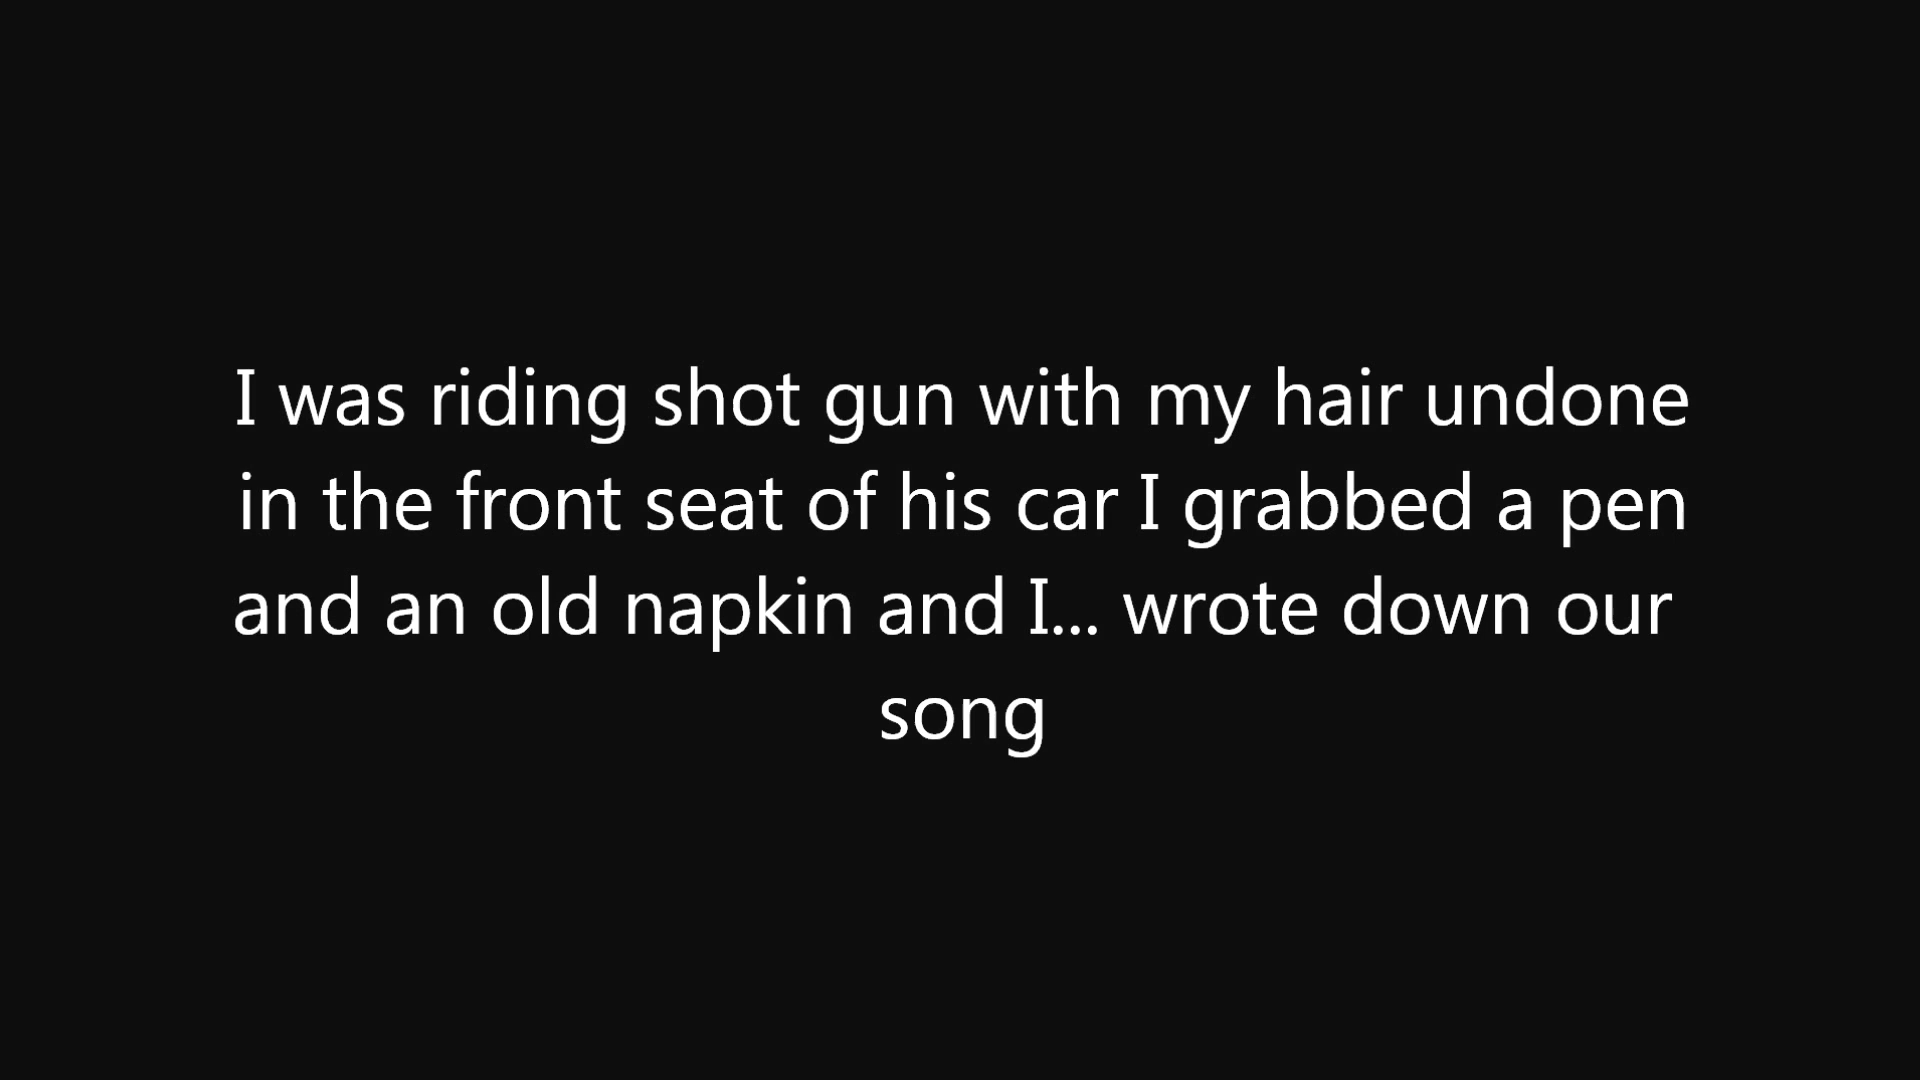 I was riding shot gun with my hair undone
in the front seat of his car I grabbed a pen
and an old napkin and I... wrote down our
song